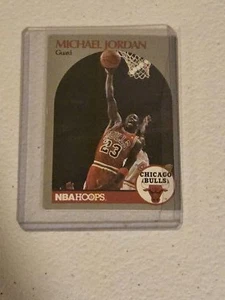 MICHAEL JORDAN
Guard
23
NBA HOOPS
CHICAGO
BULLS